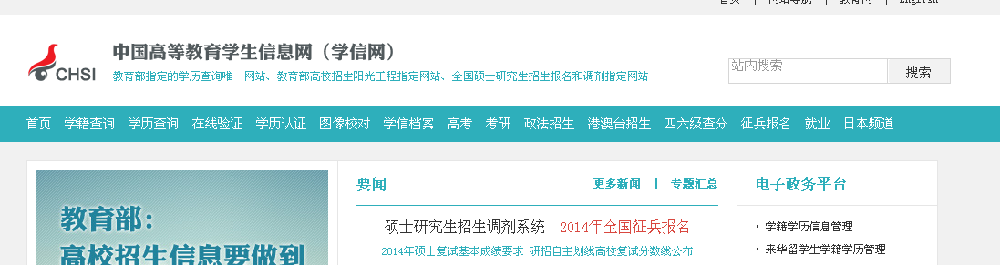 首页 | 网站导航 | 教育网 | English
中国高等教育学生信息网（学信网）
CHSI
教育部指定的学历查询唯一网站、教育部高校招生阳光工程指定网站、全国硕士研究生招生报名和调剂指定网站
站内搜索 搜索
首页 学籍查询 学历查询 在线验证 学历认证 图像校对 学信档案 高考 考研 政法招生 港澳台招生 四六级查分 征兵报名 就业 日本频道
教育部：
高校招生信息要做到
要闻 更多新闻 | 专题汇总
硕士研究生招生调剂系统 2014年全国征兵报名
2014年硕士复试基本成绩要求 研招自主划线高校复试分数线公布
电子政务平台
· 学籍学历信息管理
· 来华留学生学籍学历管理